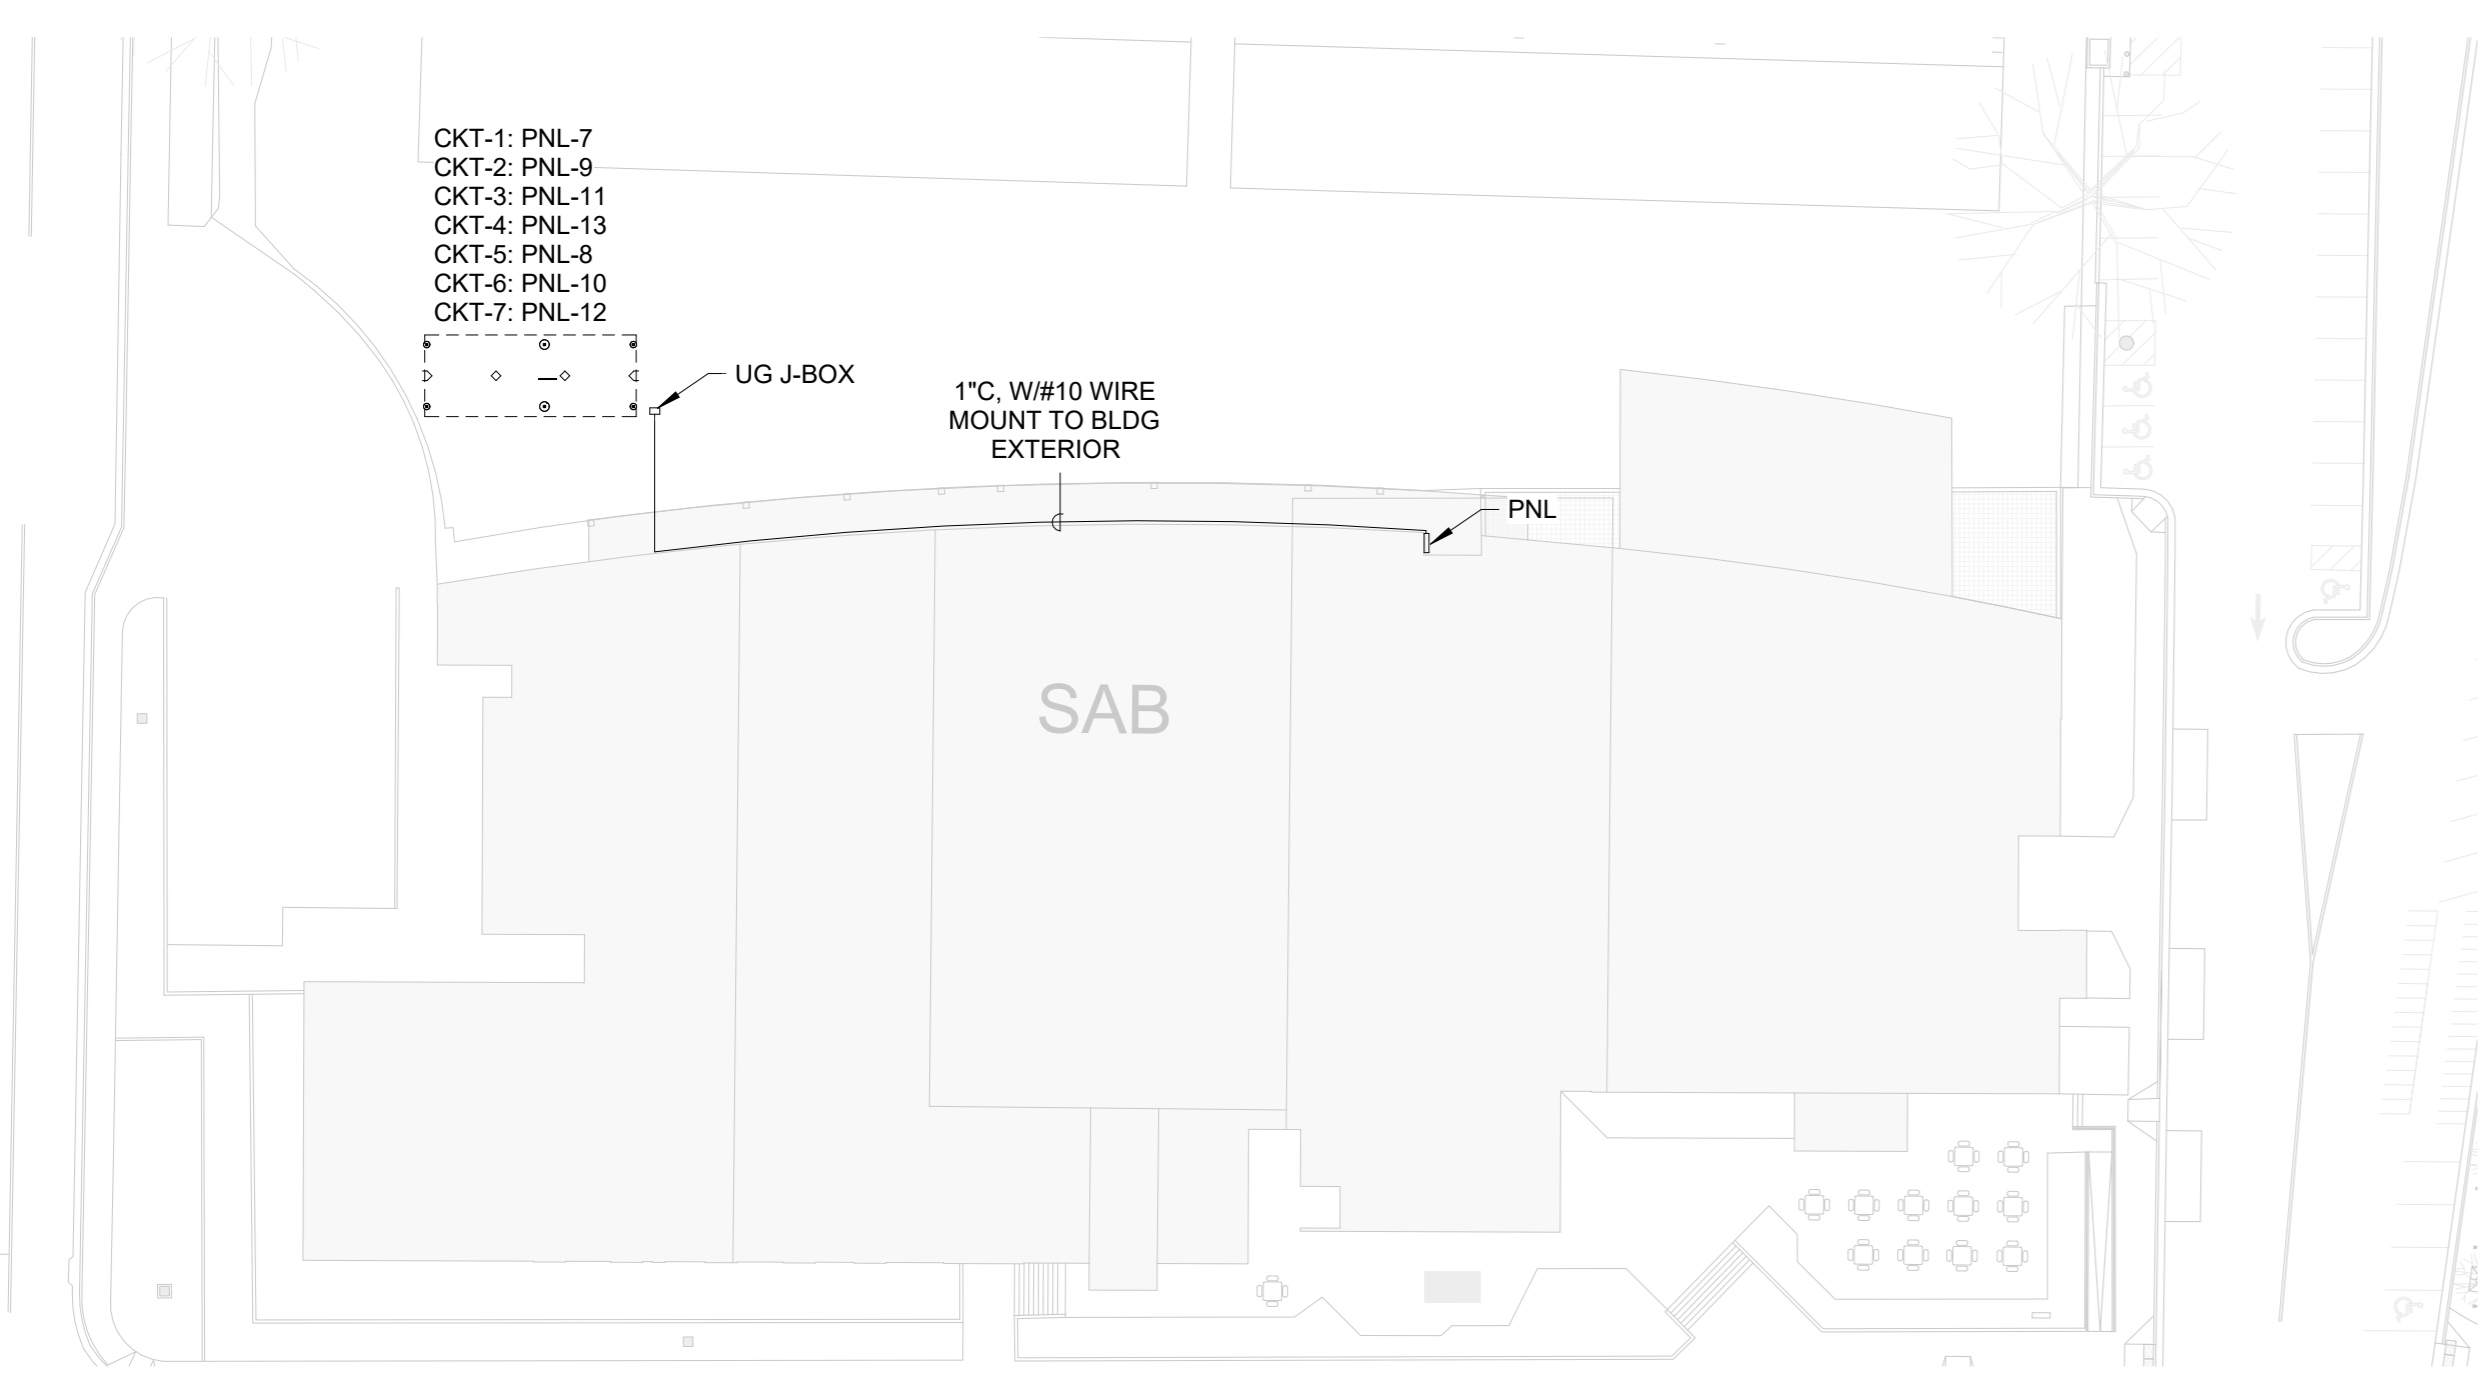 CKT-1: PNL-7
CKT-2: PNL-9
CKT-3: PNL-11
CKT-4: PNL-13
CKT-5: PNL-8
CKT-6: PNL-10
CKT-7: PNL-12
UG J-BOX
1"C, W/#10 WIRE
MOUNT TO BLDG
EXTERIOR
PNL
SAB